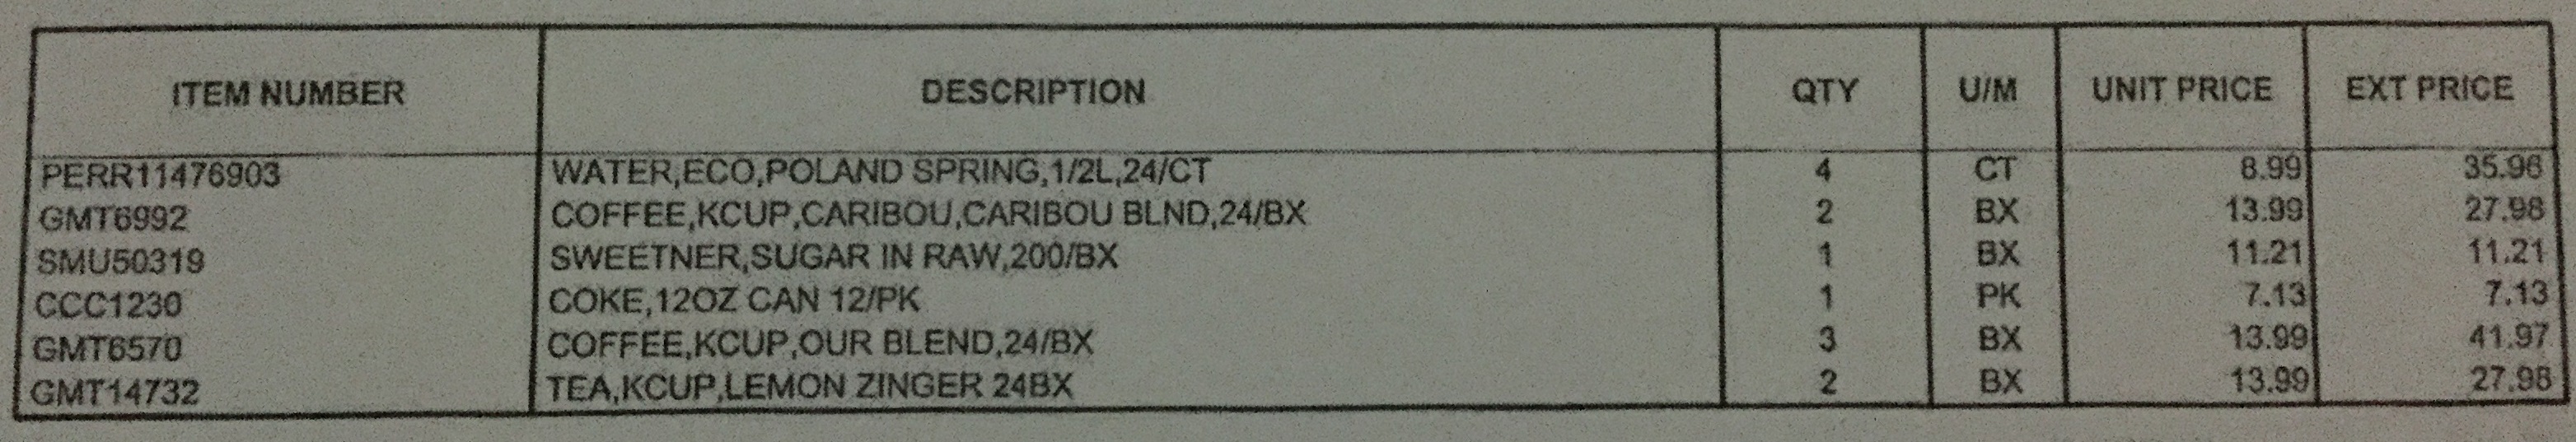 ITEM NUMBER DESCRIPTION QTY U/M UNIT PRICE EXT PRICE
PERR11476903 WATER,ECO,POLAND SPRING,1/2L,24/CT 4 CT 8.99 35.96
GMT6992 COFFEE,KCUP,CARIBOU,CARIBOU BLND,24/BX 2 BX 13.99 27.98
SMU50319 SWEETNER,SUGAR IN RAW,200/BX 1 BX 11.21 11.21
CCC1230 COKE,12OZ CAN 12/PK 1 PK 7.13 7.13
GMT6570 COFFEE,KCUP,OUR BLEND,24/BX 3 BX 13.99 41.97
GMT14732 TEA,KCUP,LEMON ZINGER 24BX 2 BX 13.99 27.98